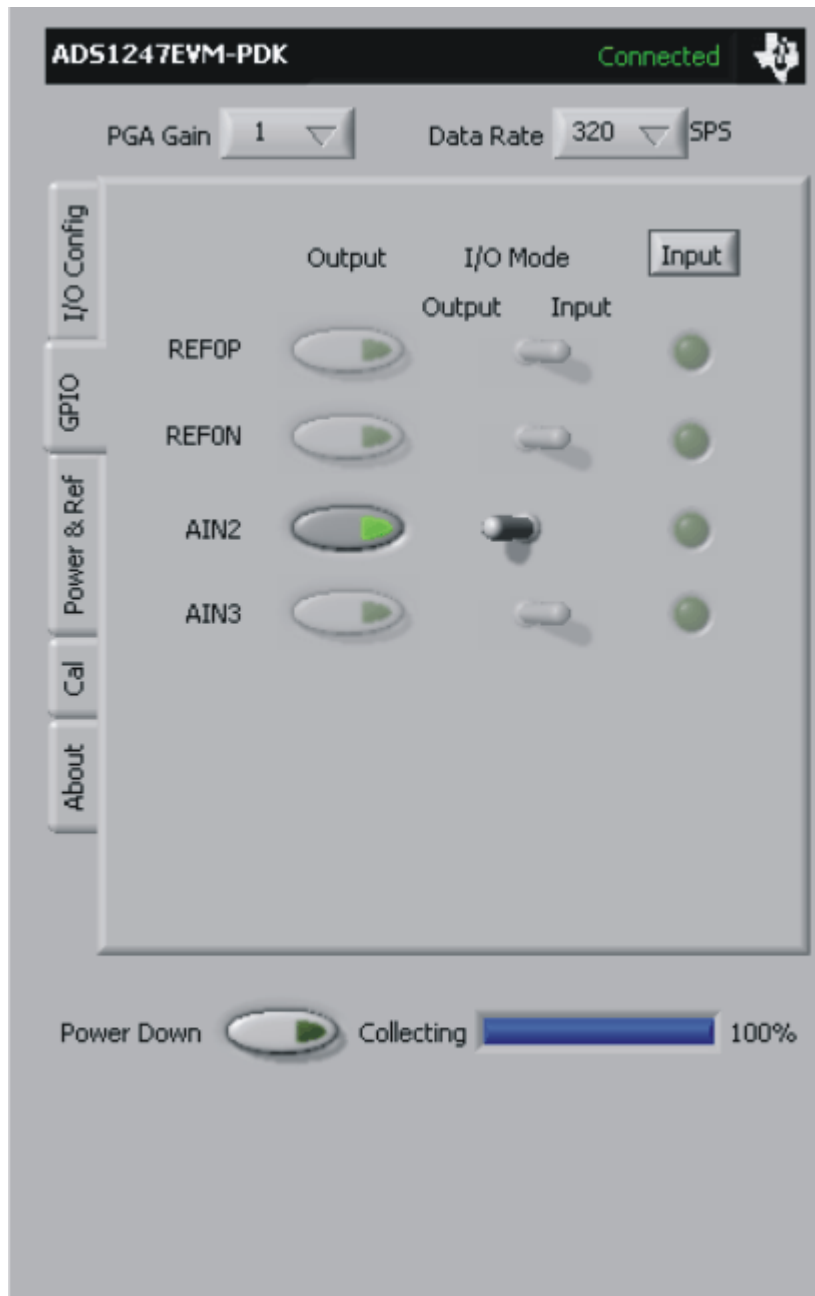 ADS1247EVM-PDK Connected
PGA Gain 1 Data Rate 320 SPS
I/O Config
GPIO
Power & Ref
Cal
About
Output I/O Mode Input
Output Input
REF0P
REF0N
AIN2
AIN3
Power Down Collecting 100%